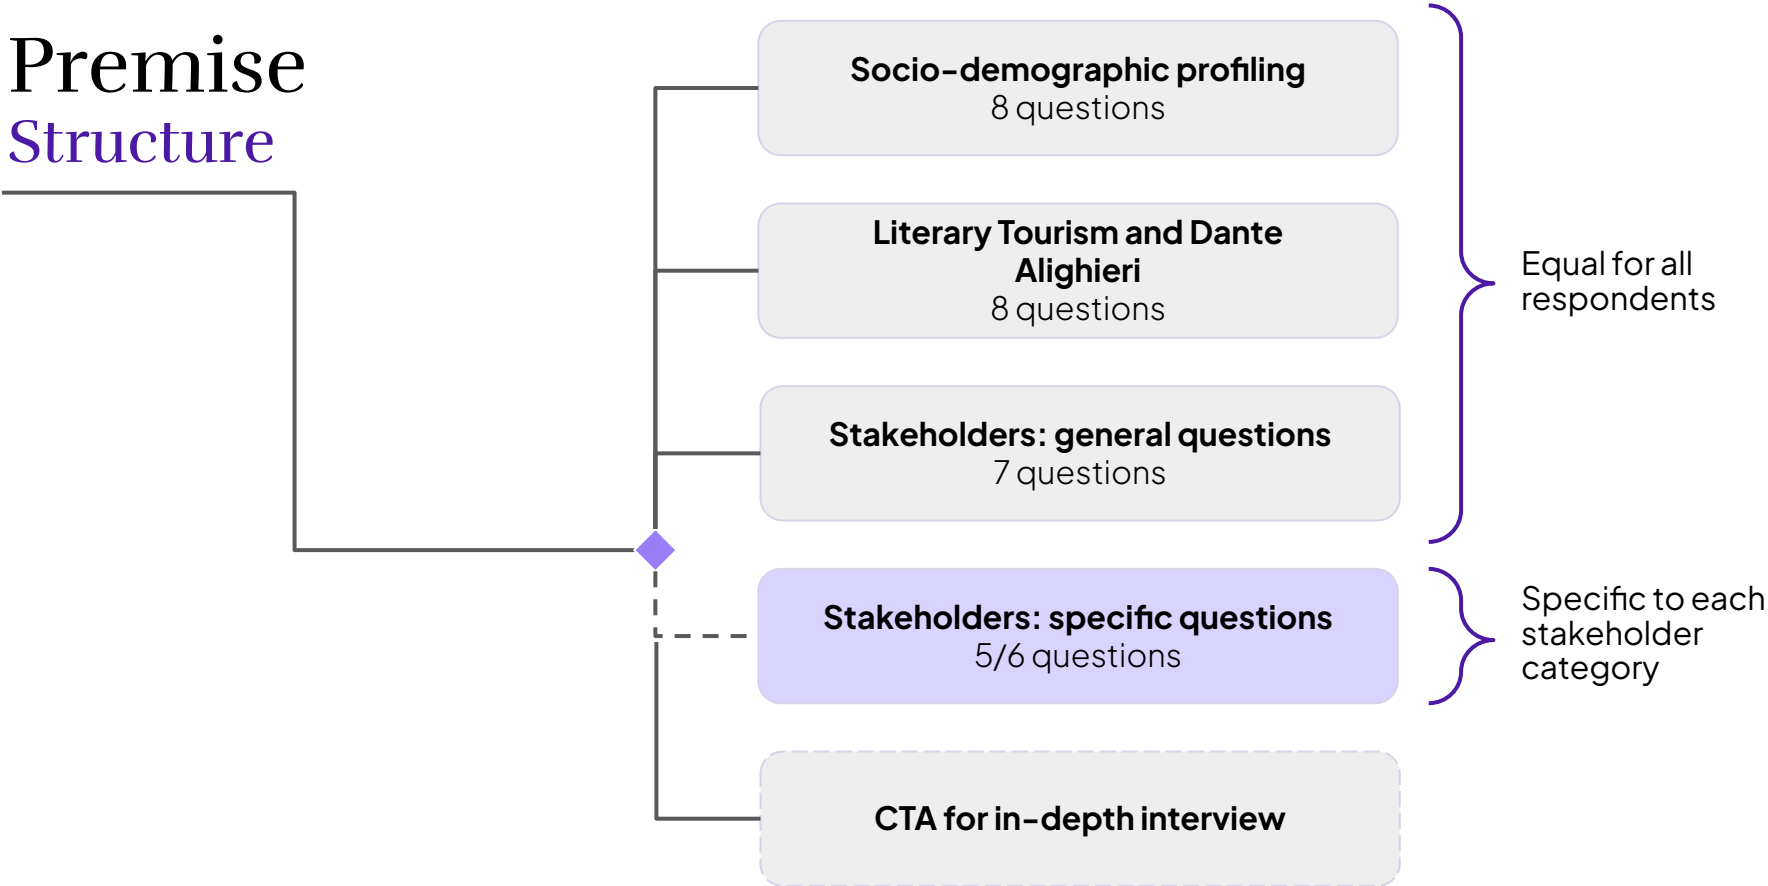 Premise
Structure
Socio-demographic profiling
8 questions
Literary Tourism and Dante
Alighieri
8 questions
Stakeholders: general questions
7 questions
Equal for all
respondents
Stakeholders: specific questions
5/6 questions
Specific to each
stakeholder
category
CTA for in-depth interview